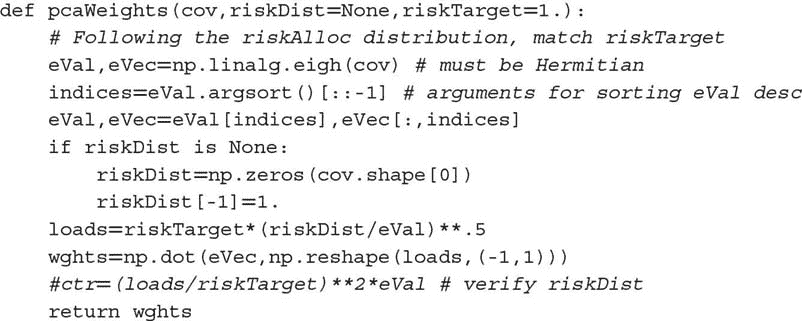 def pcaWeights(cov,riskDist=None,riskTarget=1.):
    # Following the riskAlloc distribution, match riskTarget
    eVal,eVec=np.linalg.eigh(cov) # must be Hermitian
    indices=eVal.argsort()[::-1] # arguments for sorting eVal desc
    eVal,eVec=eVal[indices],eVec[:,indices]
    if riskDist is None:
        riskDist=np.zeros(cov.shape[0])
        riskDist[-1]=1.
    loads=riskTarget*(riskDist/eVal)**.5
    wghts=np.dot(eVec,np.reshape(loads,(-1,1)))
    #ctr=(loads/riskTarget)**2*eVal # verify riskDist
    return wghts